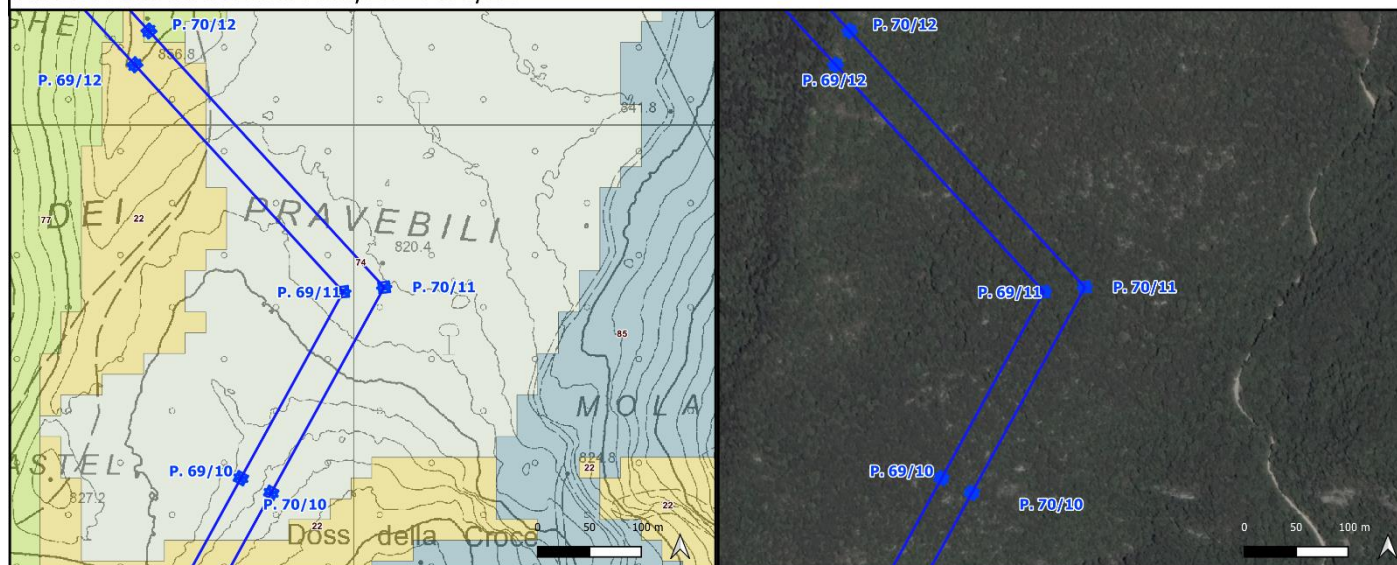 GHE
P. 70/12
856.8
P. 69/12
841.8
DEI
PRAVEBILI
77
22
820.4
74
P. 69/11
P. 70/11
85
MOLA
P. 69/10
ASTEL
824.8
22
827.2
P. 70/10
22
22
Doss della Croce
0 50 100 m
P. 70/12
P. 69/12
P. 69/11
P. 70/11
P. 69/10
P. 70/10
0 50 100 m